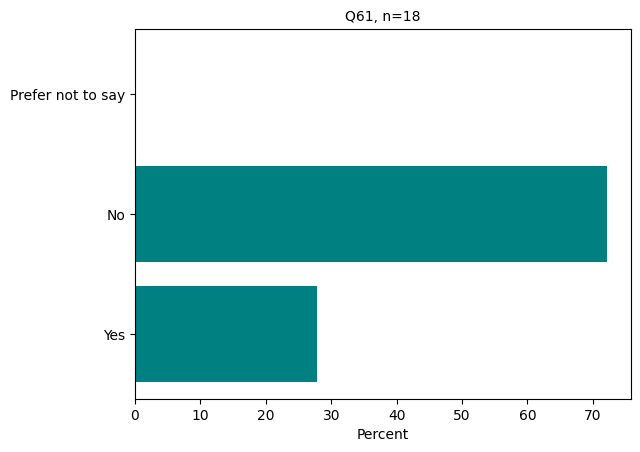 Q61, n=18
Prefer not to say
No
Yes
0 10 20 30 40 50 60 70
Percent